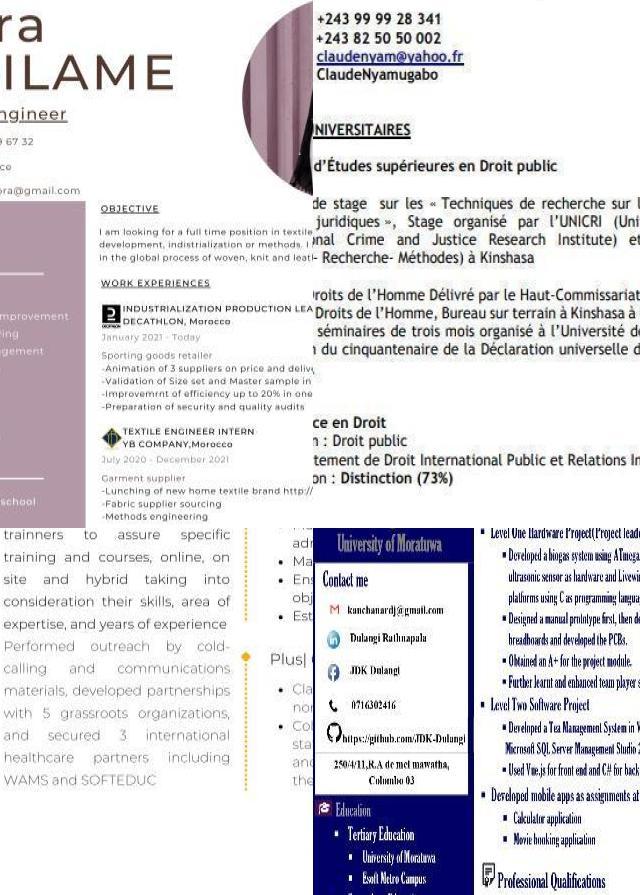 ra
ILAME
ngineer
9 67 32
ce
ora@gmail.com
mprovement
ing
agement
school
OBJECTIVE
I am looking for a full time position in textile
development, indistrialization or methods. I
in the global process of woven, knit and leat
WORK EXPERIENCES
INDUSTRIALIZATION PRODUCTION LEA
DECATHLON, Morocco
January 2021 - Today
Sporting goods retailer
-Animation of 3 suppliers on price and deliv
-Validation of Size set and Master sample in
-Improvemrnt of efficiency up to 20% in one
-Preparation of security and quality audits
TEXTILE ENGINEER INTERN
YB COMPANY,Morocco
July 2020 - December 2021
Garment supplier
-Lunching of new home textile brand http:/
-Fabric supplier sourcing
-Methods engineering
+243 99 99 28 341
+243 82 50 50 002
claudenyam@yahoo.fr
ClaudeNyamugabo
NIVERSITAIRES
d'Études supérieures en Droit public
de stage sur les « Techniques de recherche sur l
juridiques », Stage organisé par l'UNICRI (Uni
nal Crime and Justice Research Institute) et
- Recherche- Méthodes) à Kinshasa
roits de l'Homme Délivré par le Haut-Commissariat
Droits de l'Homme, Bureau sur terrain à Kinshasa à
séminaires de trois mois organisé à l'Université de
du cinquantenaire de la Déclaration universelle d
ce en Droit
n : Droit public
tement de Droit International Public et Relations In
on : Distinction (73%)
trainners to assure specific
training and courses, online, on
site and hybrid taking into
consideration their skills, area of
expertise, and years of experience
Performed outreach by cold-
calling and communications
materials, developed partnerships
with 5 grassroots organizations,
and secured 3 international
healthcare partners including
WAMS and SOFTEDUC
adr
Ma
Ens
obj
Est
Plus|
Cla
nor
Col
sta
and
the
University of Moratuwa
Contact me
kanchanardj@gmail.com
Dulangi Rathnapala
JDK Dulangi
0716302416
https://github.com/JDK-Dulangi
250/4/11,R.A de mel mawatha,
Colombo 03
Education
Tertiary Education
University of Moratuwa
Esoft Metro Campus
Level One Hardware Project(Project leade
Developed a biogas system using ATmega
ultrasonic sensor as hardware and Livewi
platforms using C as programming langua
Designed a manual prototype first, then de
breadboards and developed the PCBs.
Obtained an A+ for the project module.
Further learnt and enhanced team player s
Level Two Software Project
Developed a Tea Management System in V
Microsoft SQL Server Management Studio 2
Used Vue.js for front end and C# for back
Developed mobile apps as assignments at
Calculator application
Movie booking application
Professional Qualifications